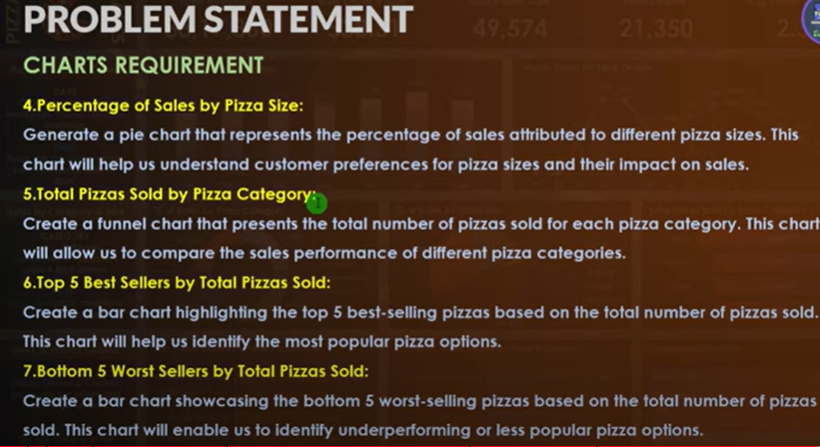 PROBLEM STATEMENT
49,574
21,350
CHARTS REQUIREMENT
4.Percentage of Sales by Pizza Size:
Generate a pie chart that represents the percentage of sales attributed to different pizza sizes. This
chart will help us understand customer preferences for pizza sizes and their impact on sales.
5.Total Pizzas Sold by Pizza Category:
Create a funnel chart that presents the total number of pizzas sold for each pizza category. This chart
will allow us to compare the sales performance of different pizza categories.
6.Top 5 Best Sellers by Total Pizzas Sold:
Create a bar chart highlighting the top 5 best-selling pizzas based on the total number of pizzas sold.
This chart will help us identify the most popular pizza options.
7.Bottom 5 Worst Sellers by Total Pizzas Sold:
Create a bar chart showcasing the bottom 5 worst-selling pizzas based on the total number of pizzas
sold. This chart will enable us to identify underperforming or less popular pizza options.